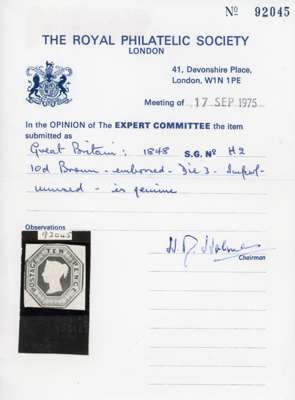 No 92045
THE ROYAL PHILATELIC SOCIETY
LONDON
41, Devonshire Place,
London, W1N 1PE
Meeting of 17 SEP 1975
In the OPINION of The EXPERT COMMITTEE the item
submitted as
Great Britain: 1848 S.G. No H2
10d Brown - embossed - Die 3 - Imperf -
unused - is genuine
Observations
92045
TEN PENCE
POSTAGE
Chairman